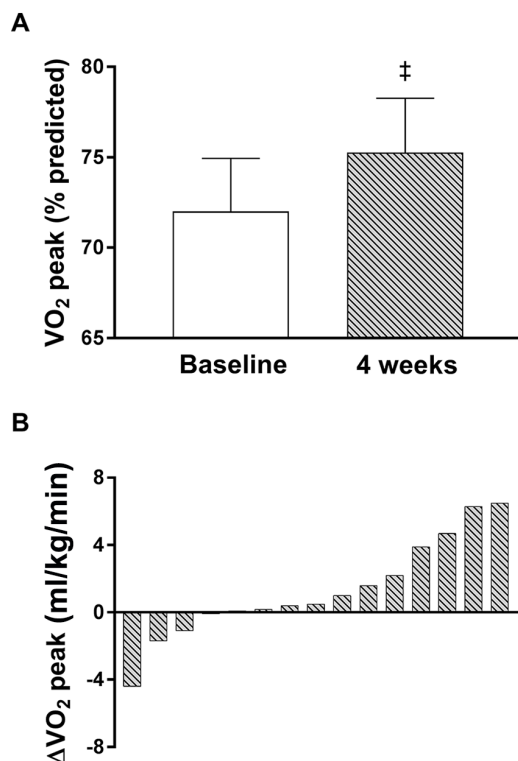 A
VO2 peak (% predicted)
80
‡
75
70
65
Baseline 4 weeks
B
ΔVO2 peak (ml/kg/min)
8
4
0
-4
-8